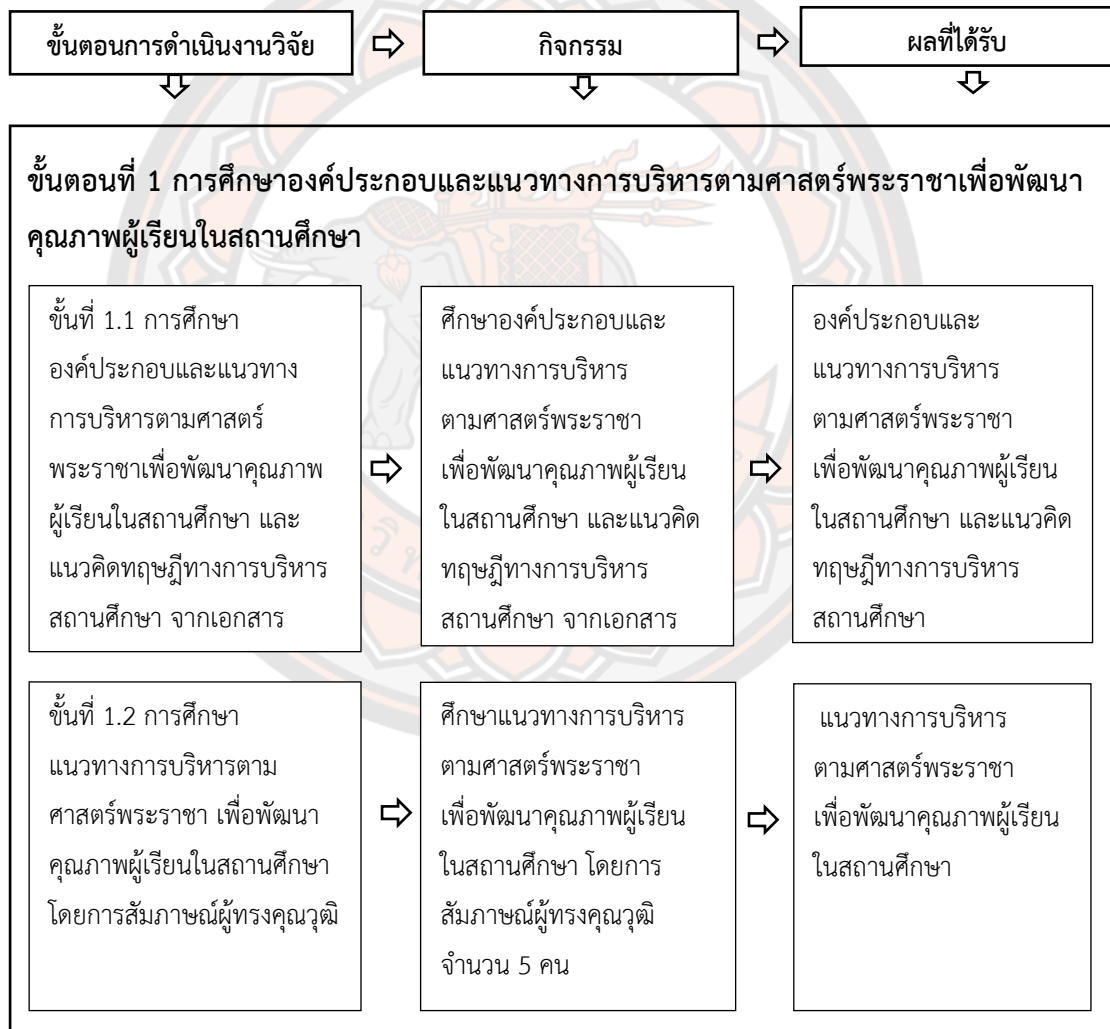 ขั้นตอนการดำเนินงานวิจัย
กิจกรรม
ผลที่ได้รับ
ขั้นตอนที่ 1 การศึกษาองค์ประกอบและแนวทางการบริหารตามศาสตร์พระราชาเพื่อพัฒนา
คุณภาพผู้เรียนในสถานศึกษา
ขั้นที่ 1.1 การศึกษา
องค์ประกอบและแนวทาง
การบริหารตามศาสตร์
พระราชาเพื่อพัฒนาคุณภาพ
ผู้เรียนในสถานศึกษา และ
แนวคิดทฤษฎีทางการบริหาร
สถานศึกษา จากเอกสาร
ศึกษาองค์ประกอบและ
แนวทางการบริหาร
ตามศาสตร์พระราชา
เพื่อพัฒนาคุณภาพผู้เรียน
ในสถานศึกษา และแนวคิด
ทฤษฎีทางการบริหาร
สถานศึกษา จากเอกสาร
องค์ประกอบและ
แนวทางการบริหาร
ตามศาสตร์พระราชา
เพื่อพัฒนาคุณภาพผู้เรียน
ในสถานศึกษา และแนวคิด
ทฤษฎีทางการบริหาร
สถานศึกษา
ขั้นที่ 1.2 การศึกษา
แนวทางการบริหารตาม
ศาสตร์พระราชา เพื่อพัฒนา
คุณภาพผู้เรียนในสถานศึกษา
โดยการสัมภาษณ์ผู้ทรงคุณวุฒิ
ศึกษาแนวทางการบริหาร
ตามศาสตร์พระราชา
เพื่อพัฒนาคุณภาพผู้เรียน
ในสถานศึกษา โดยการ
สัมภาษณ์ผู้ทรงคุณวุฒิ
จำนวน 5 คน
แนวทางการบริหาร
ตามศาสตร์พระราชา
เพื่อพัฒนาคุณภาพผู้เรียน
ในสถานศึกษา